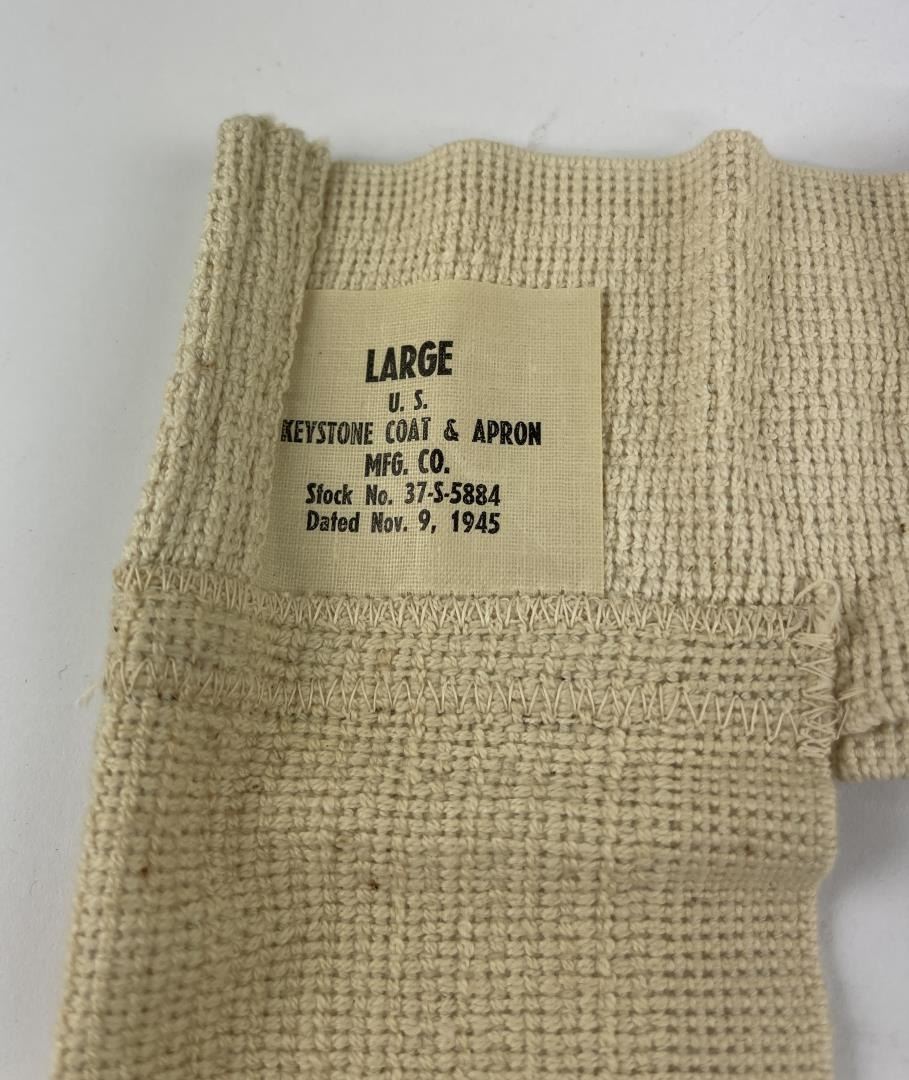 LARGE
U. S.
KEYSTONE COAT & APRON
MFG. CO.
Stock No. 37-S-5884
Dated Nov. 9, 1945